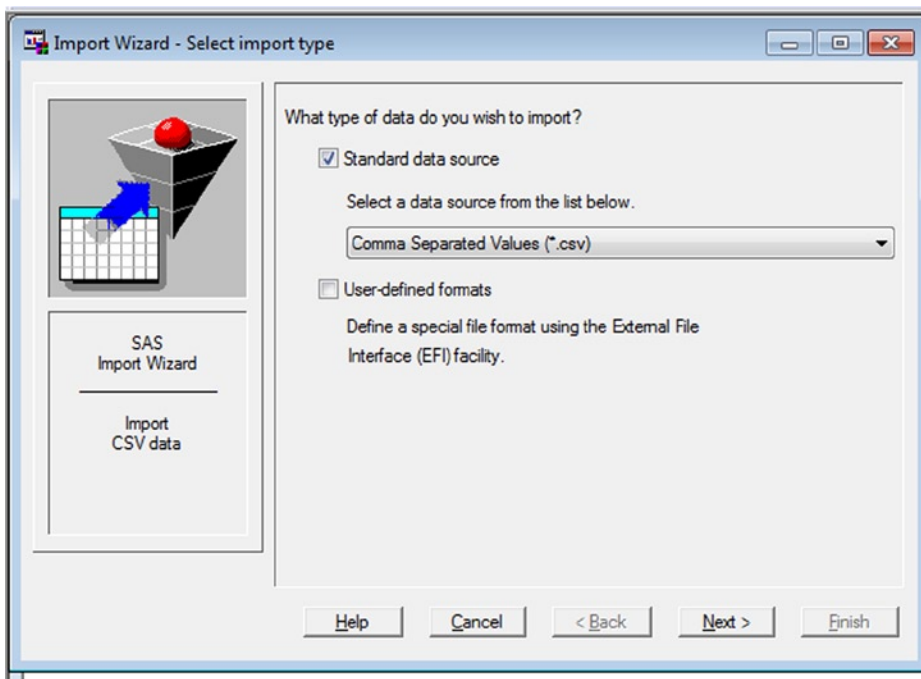 Import Wizard - Select import type
What type of data do you wish to import?
Standard data source
Select a data source from the list below.
Comma Separated Values (*.csv)
User-defined formats
Define a special file format using the External File
Interface (EFI) facility.
SAS
Import Wizard
Import
CSV data
Help
Cancel
< Back
Next >
Finish